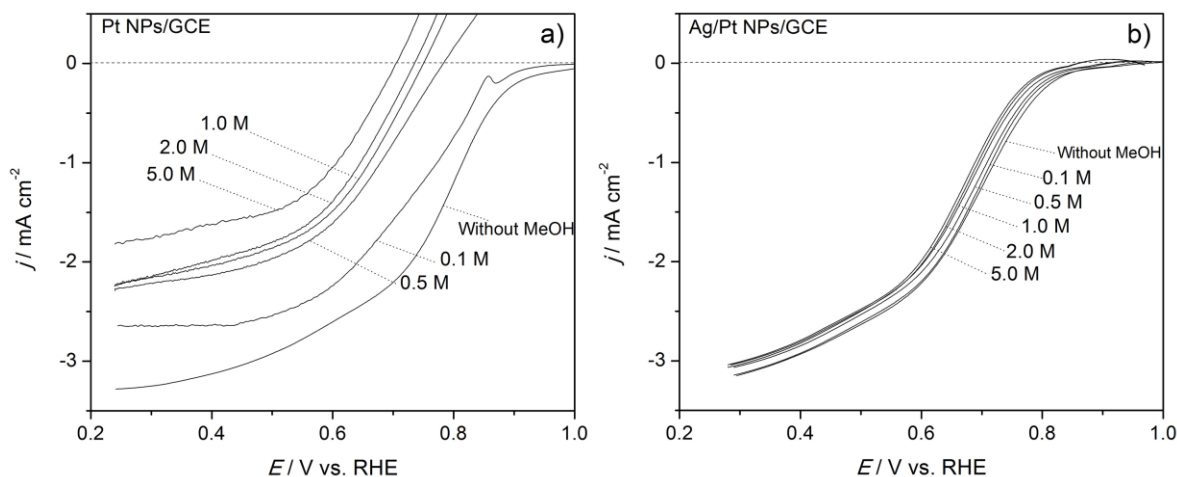 Pt NPs/GCE
a)
0
-1
-2
-3
j / mA cm⁻²
1.0 M
2.0 M
5.0 M
Without MeOH
0.1 M
0.5 M
0.2
0.4
0.6
0.8
1.0
E / V vs. RHE
Ag/Pt NPs/GCE
b)
0
-1
-2
-3
j / mA cm⁻²
Without MeOH
0.1 M
0.5 M
1.0 M
2.0 M
5.0 M
0.2
0.4
0.6
0.8
1.0
E / V vs. RHE